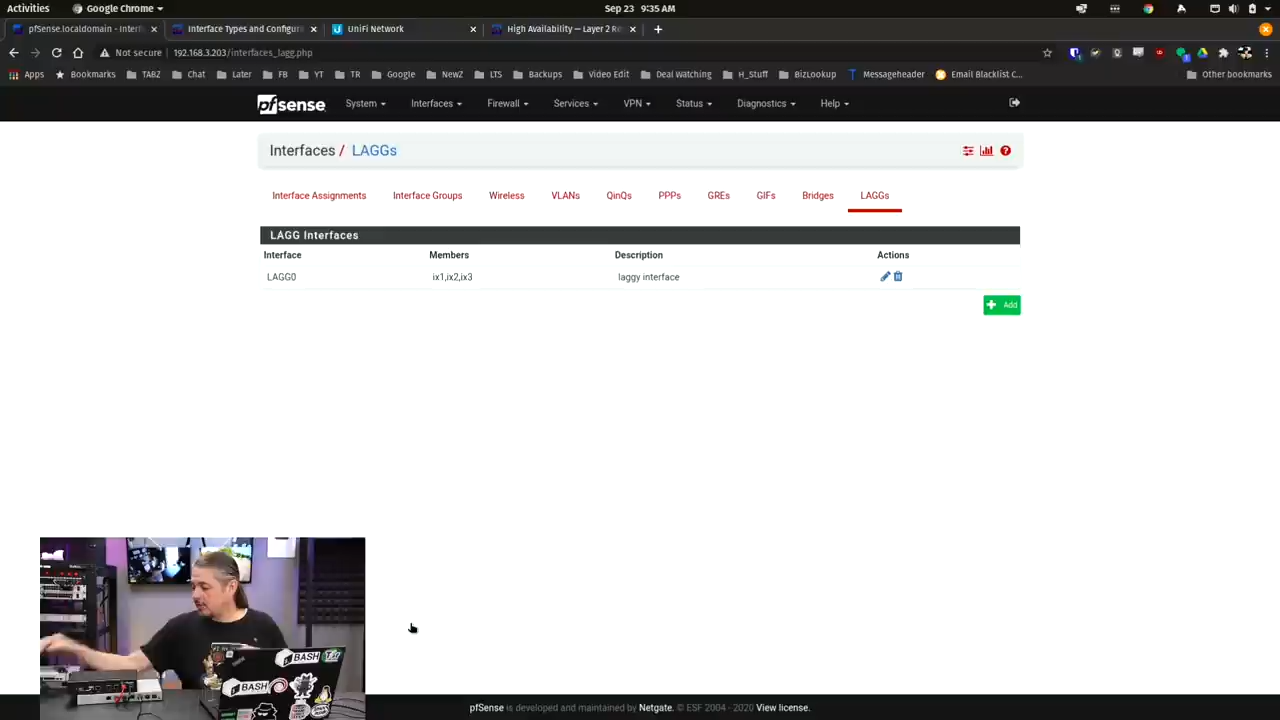 Activities
Google Chrome
Sep 23 9:35 AM
pfSense.localdomain - Interf
Interface Types and Configura
UniFi Network
High Availability — Layer 2 Re
Not secure
192.168.3.203/interfaces_lagg.php
Apps
Bookmarks
TABZ
Chat
Later
FB
YT
TR
Google
NewZ
LTS
Backups
Video Edit
Deal Watching
H_Stuff
BizLookup
Messageheader
Email Blacklist C...
Other bookmarks
pfsense
System
Interfaces
Firewall
Services
VPN
Status
Diagnostics
Help
Interfaces / LAGGs
Interface Assignments
Interface Groups
Wireless
VLANs
QinQs
PPPs
GREs
GIFs
Bridges
LAGGs
LAGG Interfaces
Interface
Members
Description
Actions
LAGG0
ix1,ix2,ix3
laggy interface
Add
BASH
BASH
pfSense is developed and maintained by Netgate. © ESF 2004 - 2020 View license.